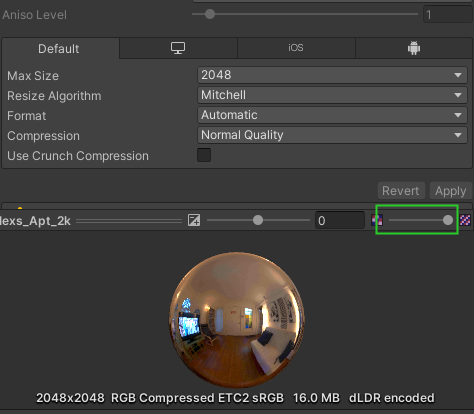 Aniso Level 1
Default iOS
Max Size 2048
Resize Algorithm Mitchell
Format Automatic
Compression Normal Quality
Use Crunch Compression
Revert Apply
lexs_Apt_2k 0
2048x2048 RGB Compressed ETC2 sRGB 16.0 MB dLDR encoded